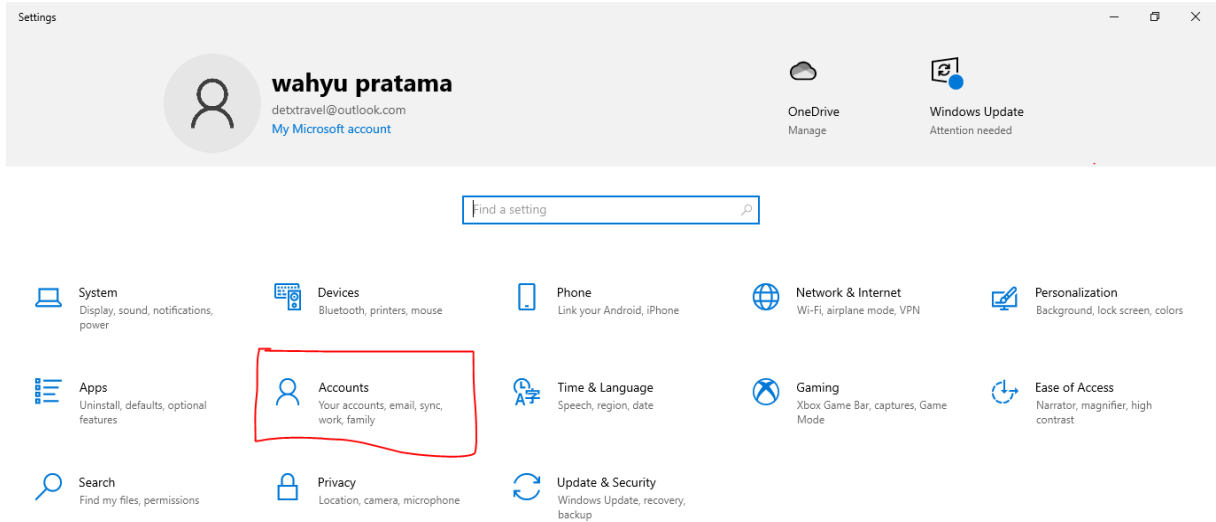 Settings
wahyu pratama
detxtravel@outlook.com
My Microsoft account
OneDrive
Manage
Windows Update
Attention needed
Find a setting
System
Display, sound, notifications,
power
Devices
Bluetooth, printers, mouse
Phone
Link your Android, iPhone
Network & Internet
Wi-Fi, airplane mode, VPN
Personalization
Background, lock screen, colors
Apps
Uninstall, defaults, optional
features
Accounts
Your accounts, email, sync,
work, family
Time & Language
Speech, region, date
Gaming
Xbox Game Bar, captures, Game
Mode
Ease of Access
Narrator, magnifier, high
contrast
Search
Find my files, permissions
Privacy
Location, camera, microphone
Update & Security
Windows Update, recovery,
backup